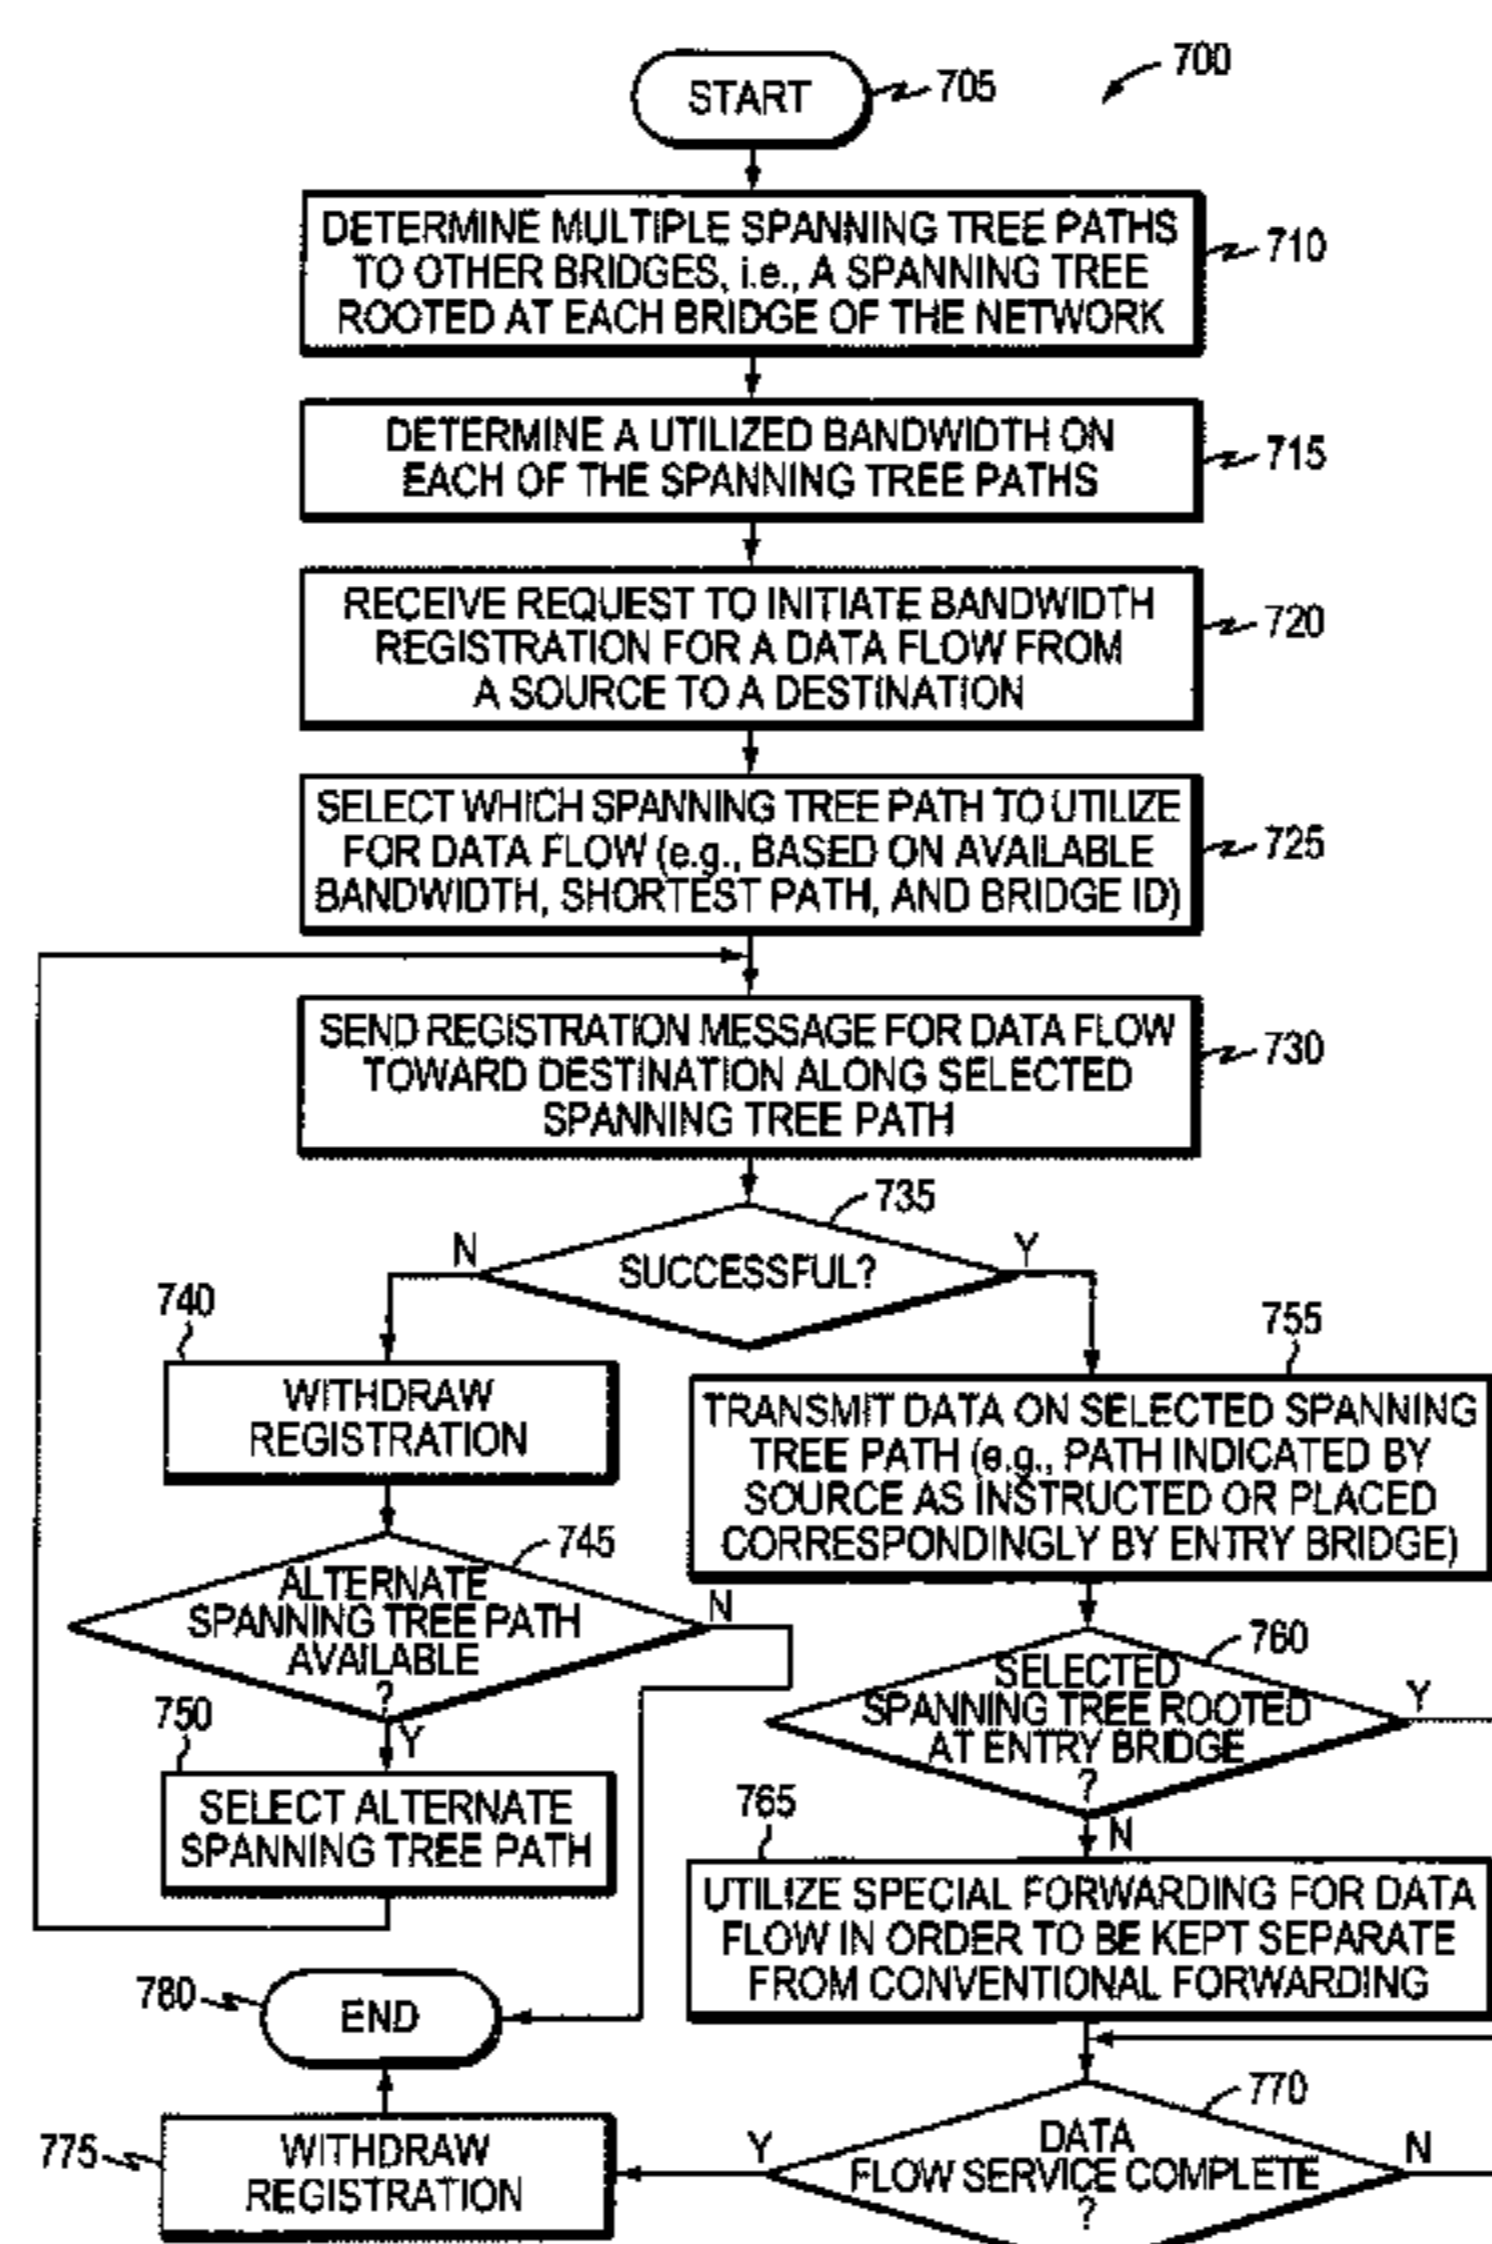 700
START
705
DETERMINE MULTIPLE SPANNING TREE PATHS
TO OTHER BRIDGES, i.e., A SPANNING TREE
ROOTED AT EACH BRIDGE OF THE NETWORK
710
DETERMINE A UTILIZED BANDWIDTH ON
EACH OF THE SPANNING TREE PATHS
715
RECEIVE REQUEST TO INITIATE BANDWIDTH
REGISTRATION FOR A DATA FLOW FROM
A SOURCE TO A DESTINATION
720
SELECT WHICH SPANNING TREE PATH TO UTILIZE
FOR DATA FLOW (e.g., BASED ON AVAILABLE
BANDWIDTH, SHORTEST PATH, AND BRIDGE ID)
725
SEND REGISTRATION MESSAGE FOR DATA FLOW
TOWARD DESTINATION ALONG SELECTED
SPANNING TREE PATH
730
735
N
SUCCESSFUL?
Y
740
WITHDRAW
REGISTRATION
755
TRANSMIT DATA ON SELECTED SPANNING
TREE PATH (e.g., PATH INDICATED BY
SOURCE AS INSTRUCTED OR PLACED
CORRESPONDINGLY BY ENTRY BRIDGE)
745
ALTERNATE
SPANNING TREE PATH
AVAILABLE
?
N
Y
760
SELECTED
SPANNING TREE ROOTED
AT ENTRY BRIDGE
?
Y
N
750
SELECT ALTERNATE
SPANNING TREE PATH
765
UTILIZE SPECIAL FORWARDING FOR DATA
FLOW IN ORDER TO BE KEPT SEPARATE
FROM CONVENTIONAL FORWARDING
780
END
770
DATA
FLOW SERVICE COMPLETE
?
Y
N
775
WITHDRAW
REGISTRATION